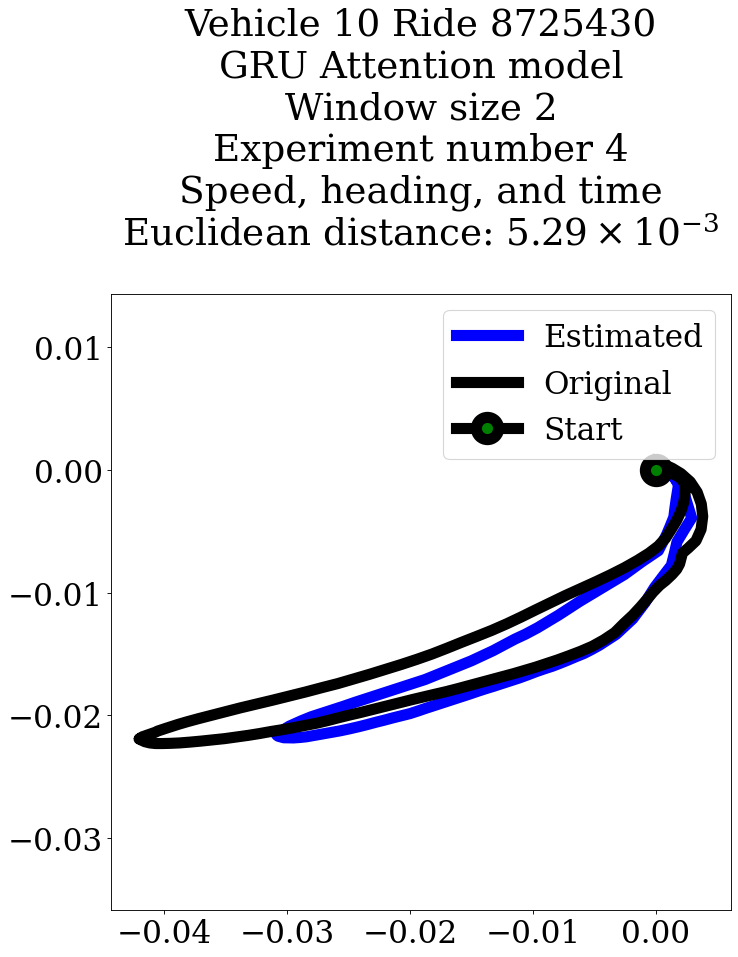 Vehicle 10 Ride 8725430
GRU Attention model
Window size 2
Experiment number 4
Speed, heading, and time
Euclidean distance: 5.29 × 10⁻³
Estimated
Original
Start
0.01
0.00
−0.01
−0.02
−0.03
−0.04 −0.03 −0.02 −0.01 0.00